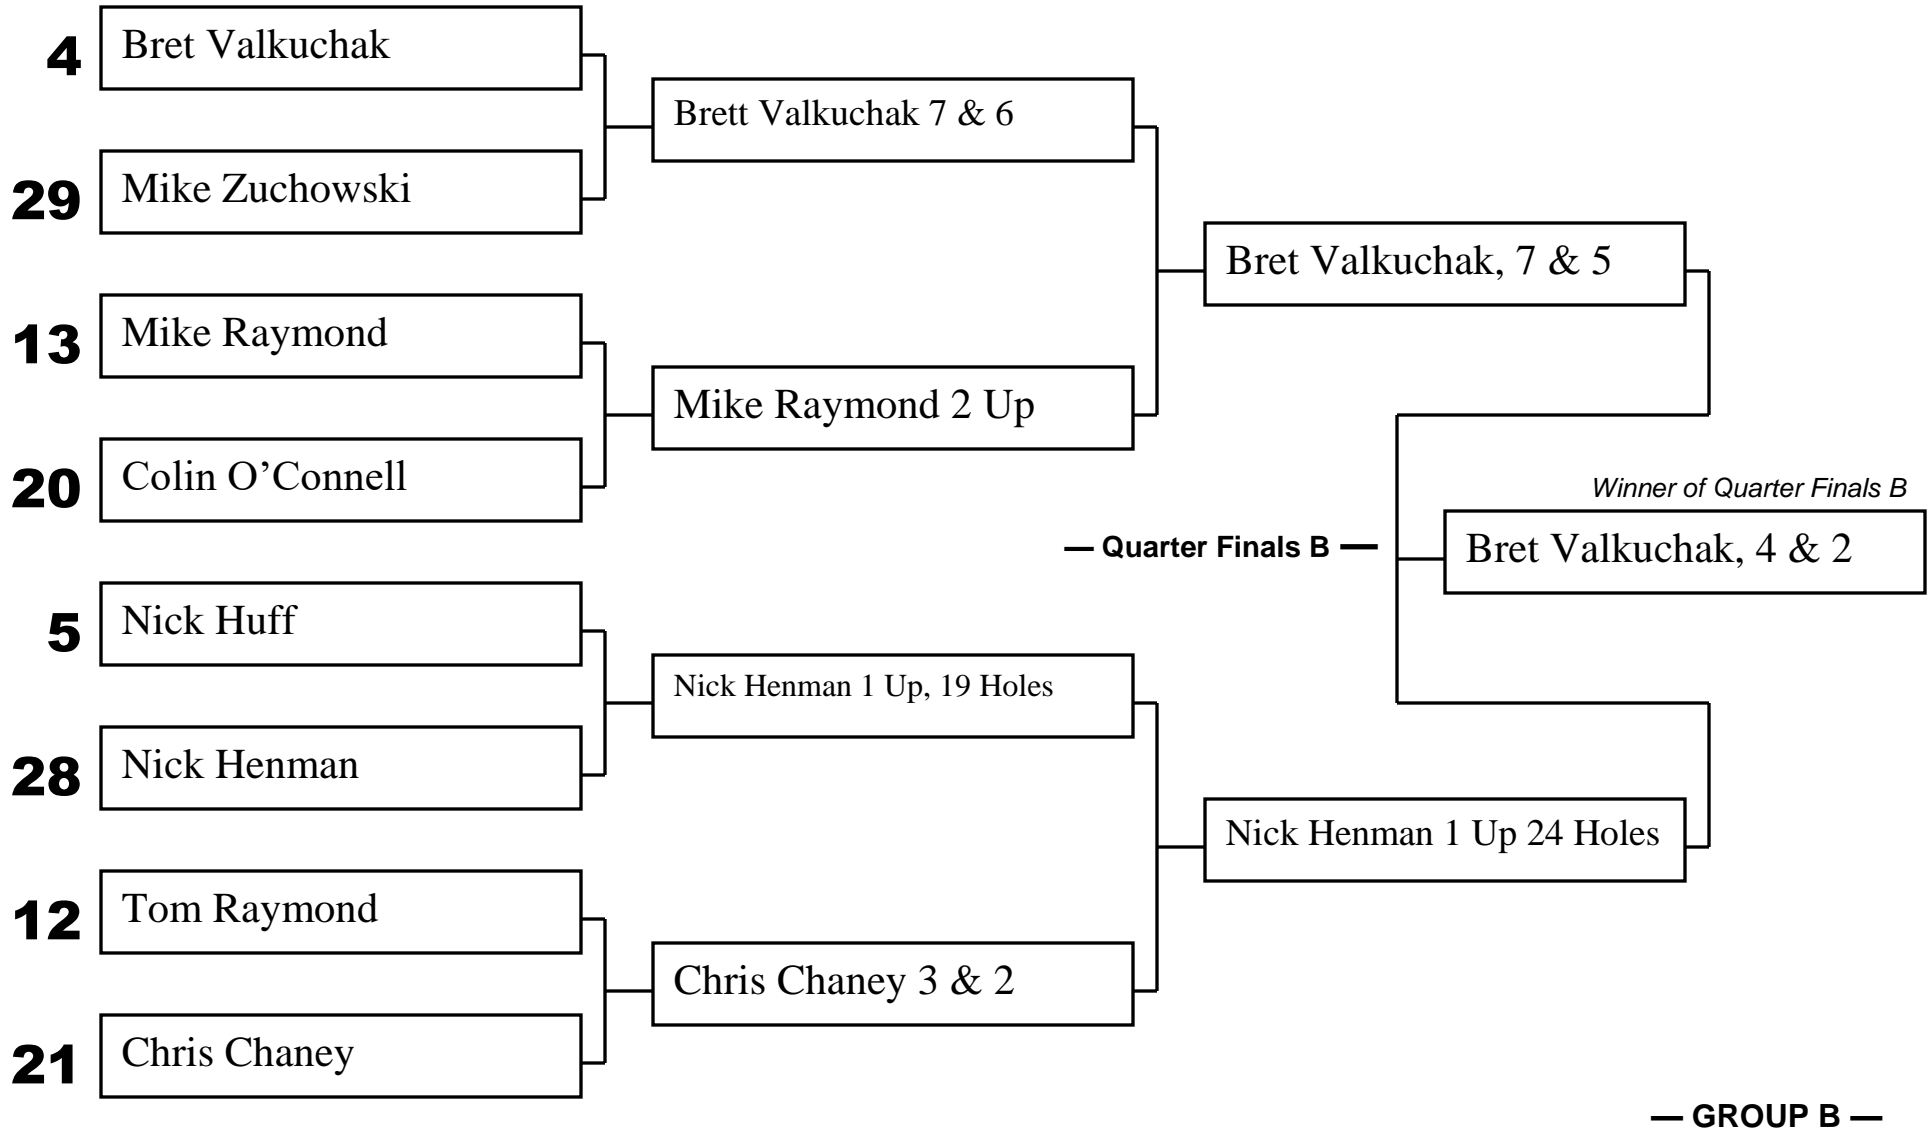 4
Bret Valkuchak
Brett Valkuchak 7 & 6
29
Mike Zuchowski
Bret Valkuchak, 7 & 5
13
Mike Raymond
Mike Raymond 2 Up
20
Colin O’Connell
Winner of Quarter Finals B
— Quarter Finals B —
Bret Valkuchak, 4 & 2
5
Nick Huff
Nick Henman 1 Up, 19 Holes
28
Nick Henman
Nick Henman 1 Up 24 Holes
12
Tom Raymond
Chris Chaney 3 & 2
21
Chris Chaney
— GROUP B —